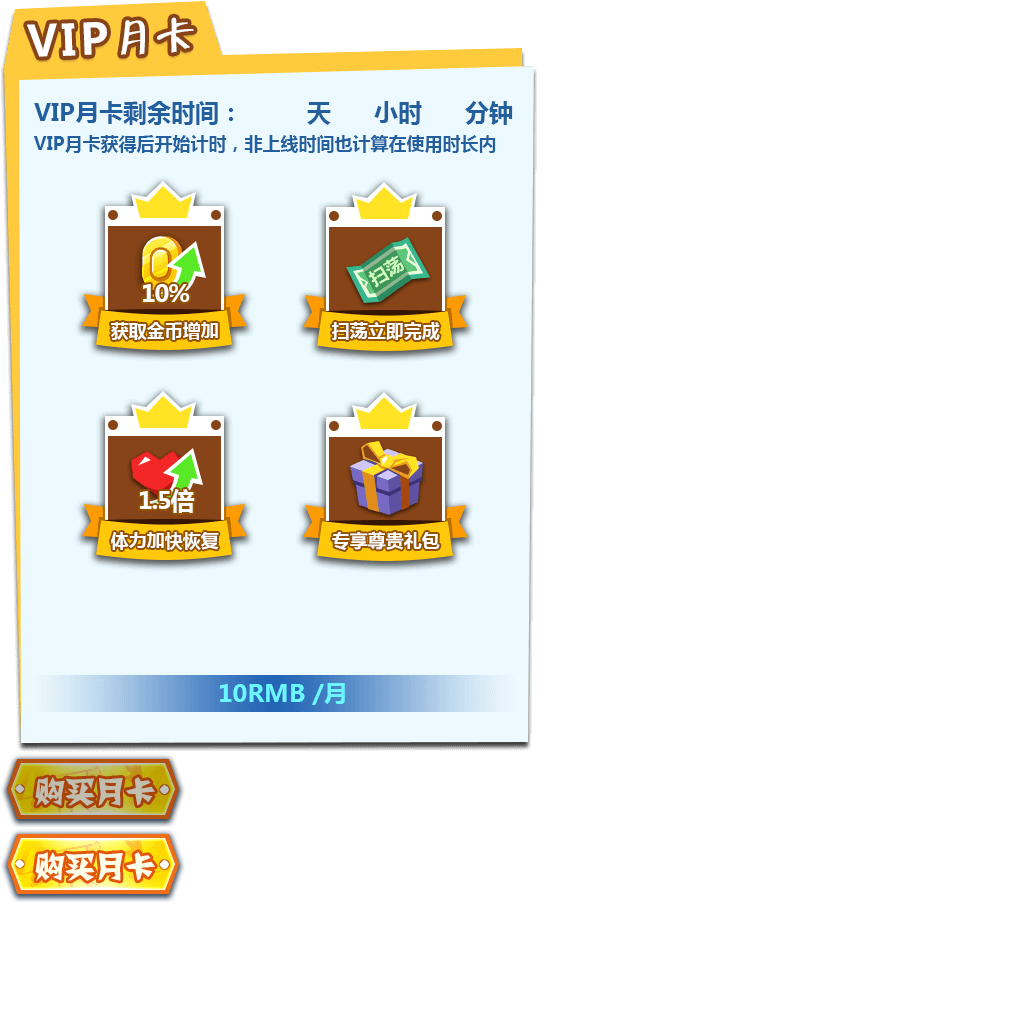 VIP月卡
VIP月卡剩余时间： 天 小时 分钟
VIP月卡获得后开始计时，非上线时间也计算在使用时长内
10%
获取金币增加
扫荡
扫荡立即完成
1.5倍
体力加快恢复
专享尊贵礼包
10RMB /月
购买月卡
购买月卡